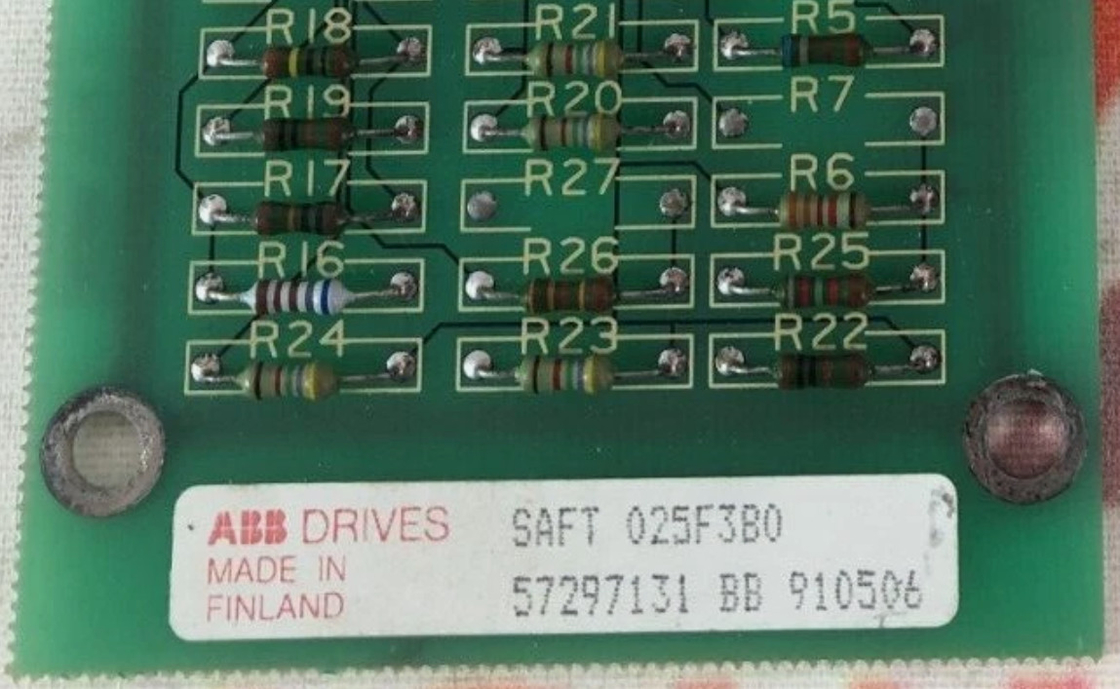 R18 R21 R5
R19 R20 R7
R17 R27 R6
R16 R26 R25
R24 R23 R22
ABB DRIVES SAFT 025F3B0
MADE IN
FINLAND 57297131 BB 910506